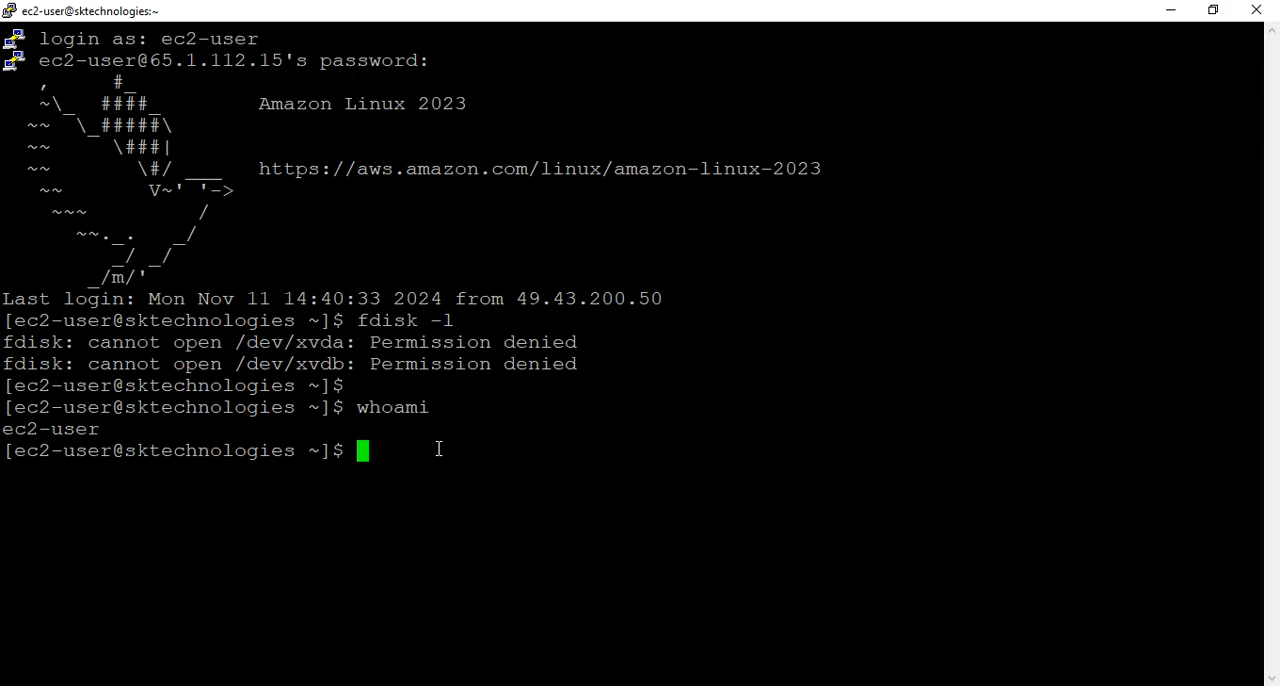 ec2-user@sktechnologies:~
login as: ec2-user
ec2-user@65.1.112.15's password:
   ,     #_
   ~\_  ####_        Amazon Linux 2023
  ~~  \_#####\
  ~~     \###|
  ~~       \#/ ___   https://aws.amazon.com/linux/amazon-linux-2023
   ~~       V~' '->
    ~~~         /
      ~~._.   _/
         _/ _/
       _/m/'
Last login: Mon Nov 11 14:40:33 2024 from 49.43.200.50
[ec2-user@sktechnologies ~]$ fdisk -l
fdisk: cannot open /dev/xvda: Permission denied
fdisk: cannot open /dev/xvdb: Permission denied
[ec2-user@sktechnologies ~]$
[ec2-user@sktechnologies ~]$ whoami
ec2-user
[ec2-user@sktechnologies ~]$